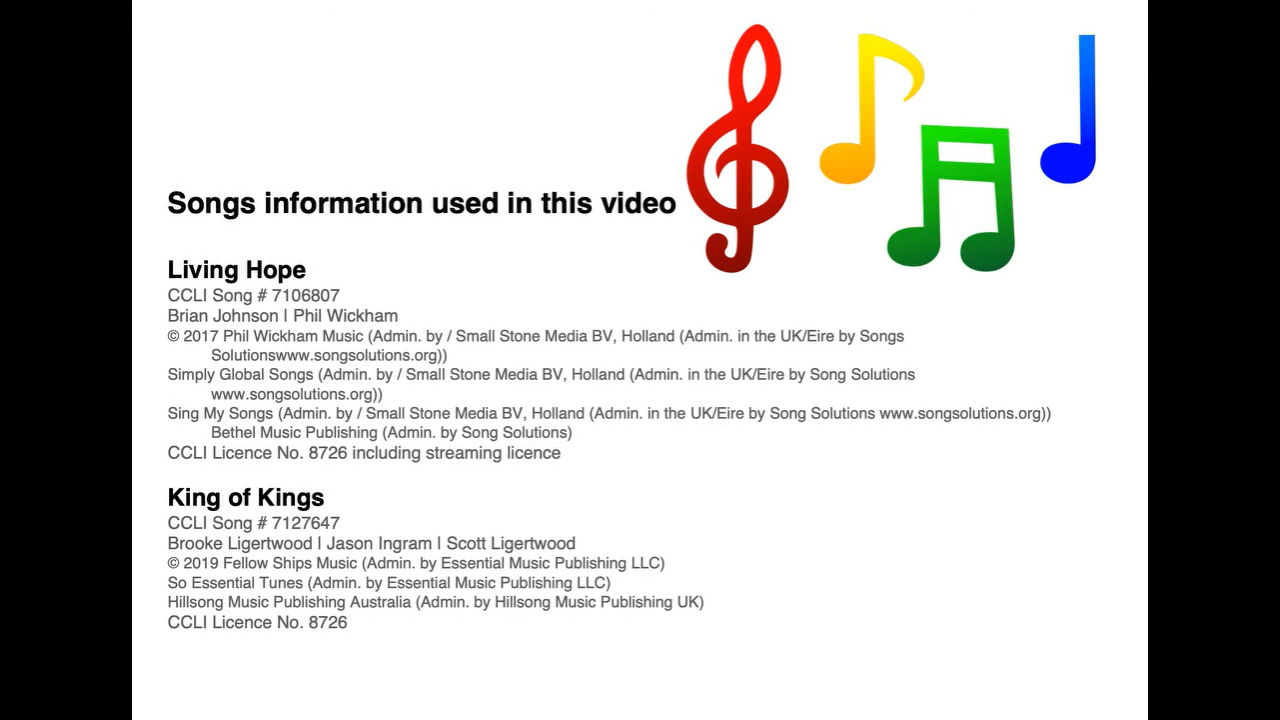 Songs information used in this video
Living Hope
CCLI Song # 7106807
Brian Johnson | Phil Wickham
© 2017 Phil Wickham Music (Admin. by / Small Stone Media BV, Holland (Admin. in the UK/Eire by Songs
Solutionswww.songsolutions.org))
Simply Global Songs (Admin. by / Small Stone Media BV, Holland (Admin. in the UK/Eire by Song Solutions
www.songsolutions.org))
Sing My Songs (Admin. by / Small Stone Media BV, Holland (Admin. in the UK/Eire by Song Solutions www.songsolutions.org))
Bethel Music Publishing (Admin. by Song Solutions)
CCLI Licence No. 8726 including streaming licence
King of Kings
CCLI Song # 7127647
Brooke Ligertwood | Jason Ingram | Scott Ligertwood
© 2019 Fellow Ships Music (Admin. by Essential Music Publishing LLC)
So Essential Tunes (Admin. by Essential Music Publishing LLC)
Hillsong Music Publishing Australia (Admin. by Hillsong Music Publishing UK)
CCLI Licence No. 8726